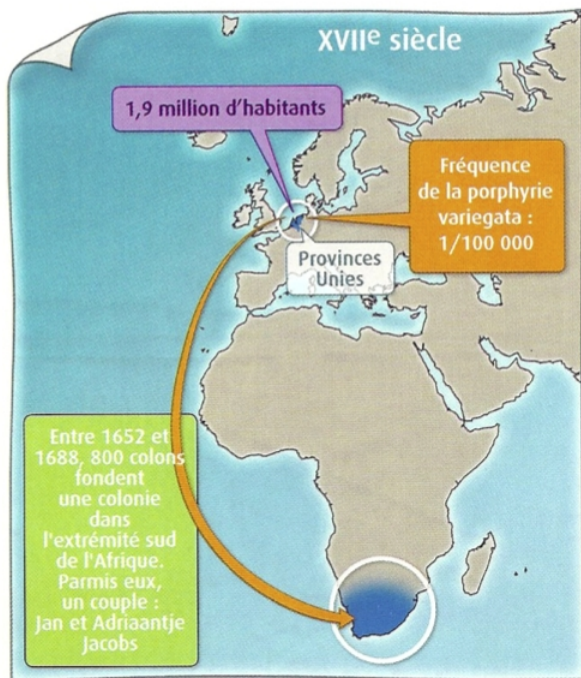 XVIIe siècle
1,9 million d'habitants
Fréquence
de la porphyrie
variegata :
1/100 000
Provinces
Unies
Entre 1652 et
1688, 800 colons
fondent
une colonie
dans
l'extrémité sud
de l'Afrique.
Parmis eux,
un couple :
Jan et Adriaantje
Jacobs